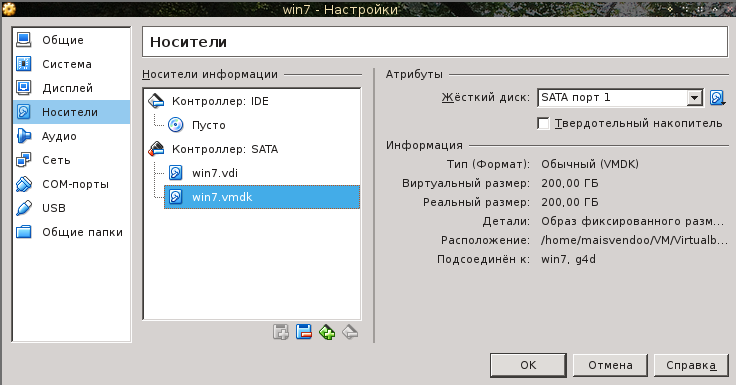 win7 - Настройки
Общие
Система
Дисплей
Носители
Аудио
Сеть
COM-порты
USB
Общие папки
Носители
Носители информации
Контроллер: IDE
Пусто
Контроллер: SATA
win7.vdi
win7.vmdk
Атрибуты
Жёсткий диск: SATA порт 1
Твердотельный накопитель
Информация
Тип (Формат): Обычный (VMDK)
Виртуальный размер: 200,00 ГБ
Реальный размер: 200,00 ГБ
Детали: Образ фиксированного разм...
Расположение: /home/maisvendoo/VM/Virtualb...
Подсоединён к: win7, g4d
OK Отмена Справка